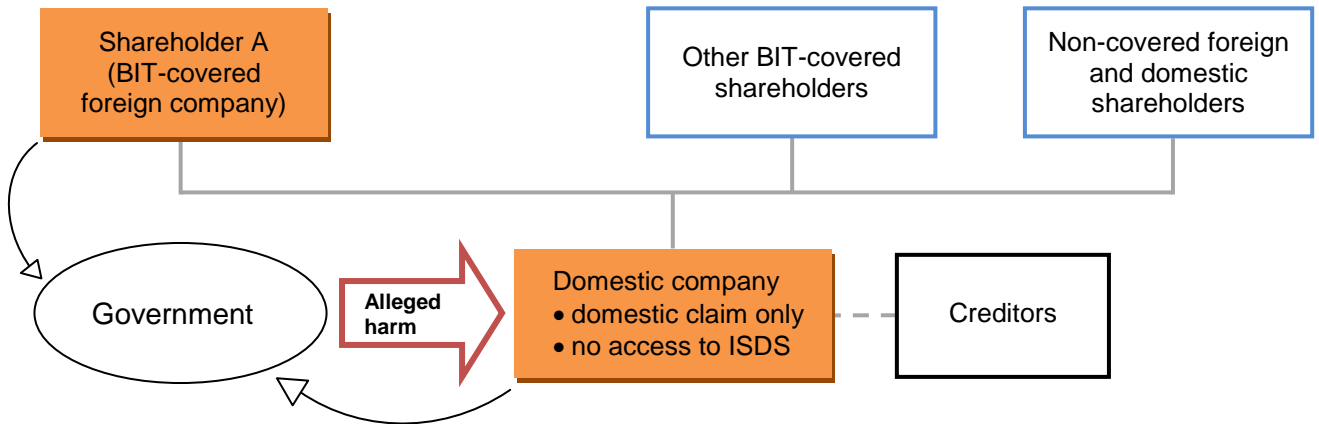 Shareholder A
(BIT-covered
foreign company)
Other BIT-covered
shareholders
Non-covered foreign
and domestic
shareholders
Government
Alleged
harm
Domestic company
• domestic claim only
• no access to ISDS
Creditors